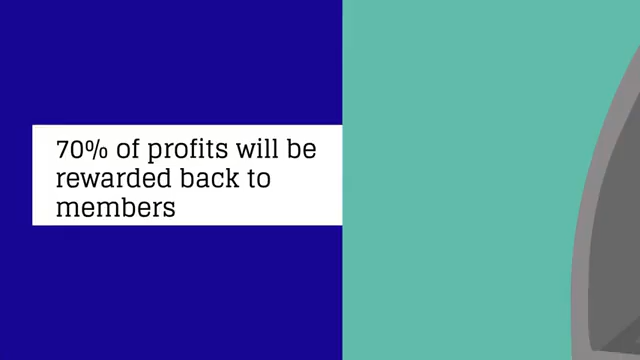 70% of profits will be
rewarded back to
members